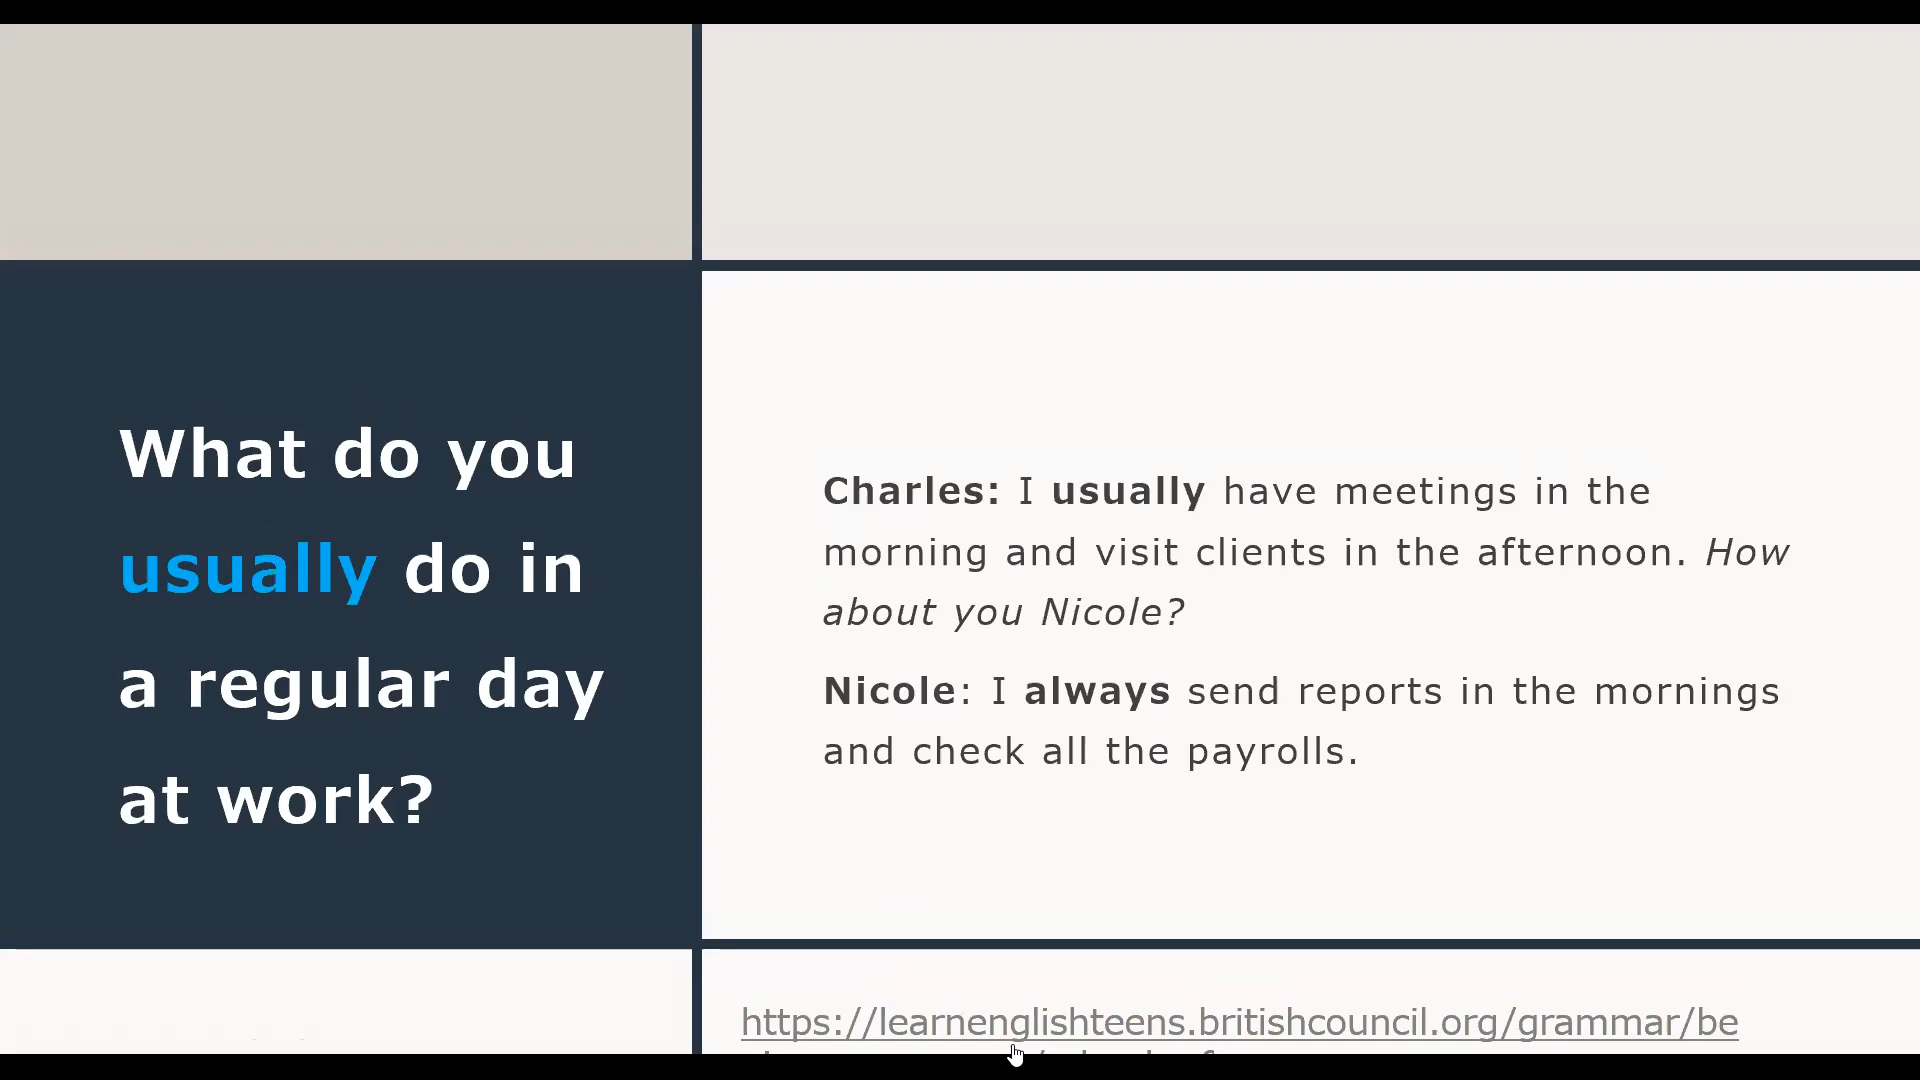 What do you
usually do in
a regular day
at work?
Charles: I usually have meetings in the
morning and visit clients in the afternoon. How
about you Nicole?
Nicole: I always send reports in the mornings
and check all the payrolls.
https://learnenglishteens.britishcouncil.org/grammar/be